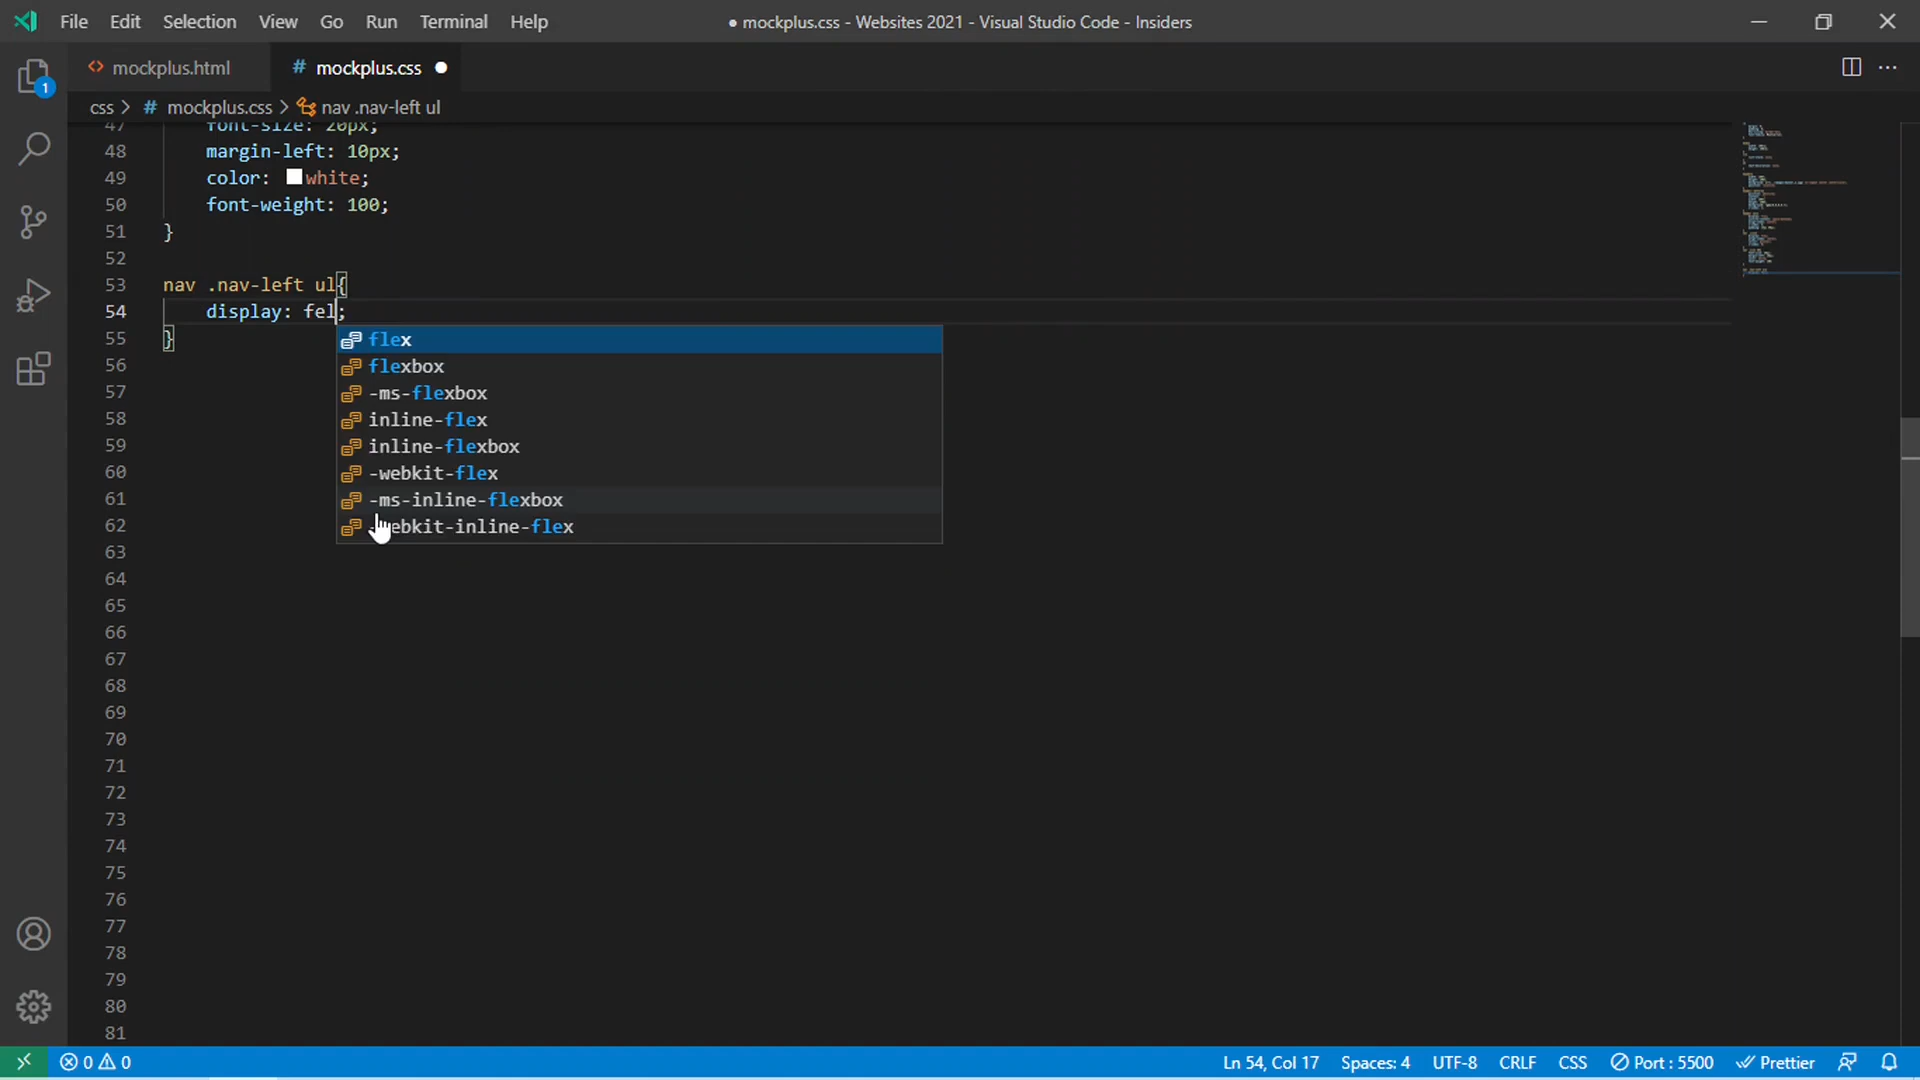 File Edit Selection View Go Run Terminal Help
● mockplus.css - Websites 2021 - Visual Studio Code - Insiders
<> mockplus.html
# mockplus.css ●
css > # mockplus.css > nav .nav-left ul
47 font-size: 20px;
48 margin-left: 10px;
49 color: white;
50 font-weight: 100;
51 }
52
53 nav .nav-left ul{
54 display: fel;
55 }
flex
56
flexbox
57
-ms-flexbox
58
inline-flex
59
inline-flexbox
60
-webkit-flex
61
-ms-inline-flexbox
62
-webkit-inline-flex
63
64
65
66
67
68
69
70
71
72
73
74
75
76
77
78
79
80
81
1
0 0
Ln 54, Col 17 Spaces: 4 UTF-8 CRLF CSS Port : 5500 Prettier